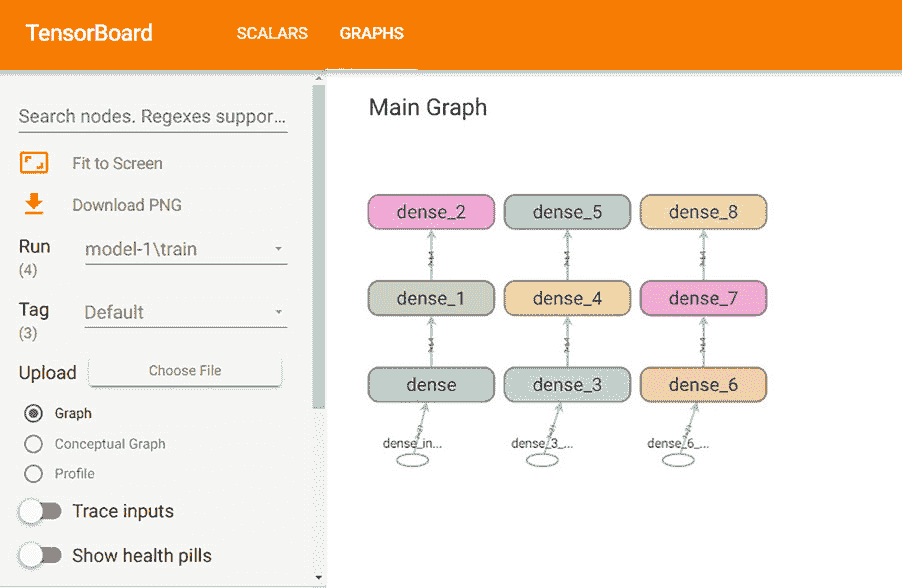 TensorBoard
SCALARS
GRAPHS
Search nodes. Regexes suppor...
Fit to Screen
Download PNG
Run
(4)
model-1\train
Tag
(3)
Default
Upload
Choose File
Graph
Conceptual Graph
Profile
Trace inputs
Show health pills
Main Graph
dense_2
dense_5
dense_8
dense_1
dense_4
dense_7
dense
dense_3
dense_6
dense_in...
dense_3_...
dense_6_...